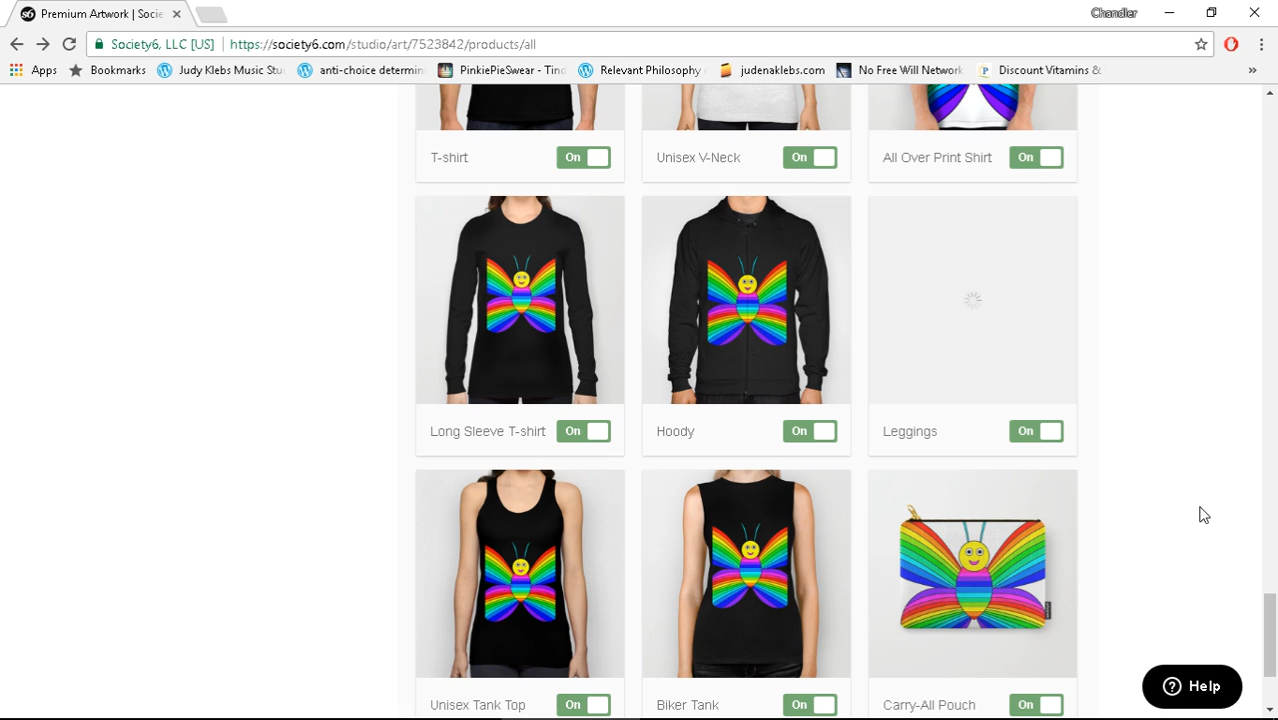 Premium Artwork | Socie
Chandler
Society6, LLC [US] https://society6.com/studio/art/7523842/products/all
Apps Bookmarks Judy Klebs Music Stu anti-choice determin PinkiePieSwear - Tind Relevant Philosophy judenaklebs.com No Free Will Network Discount Vitamins & »
T-shirt On Unisex V-Neck On All Over Print Shirt On
Long Sleeve T-shirt On Hoody On Leggings On
Unisex Tank Top On Biker Tank On Carry-All Pouch On
? Help